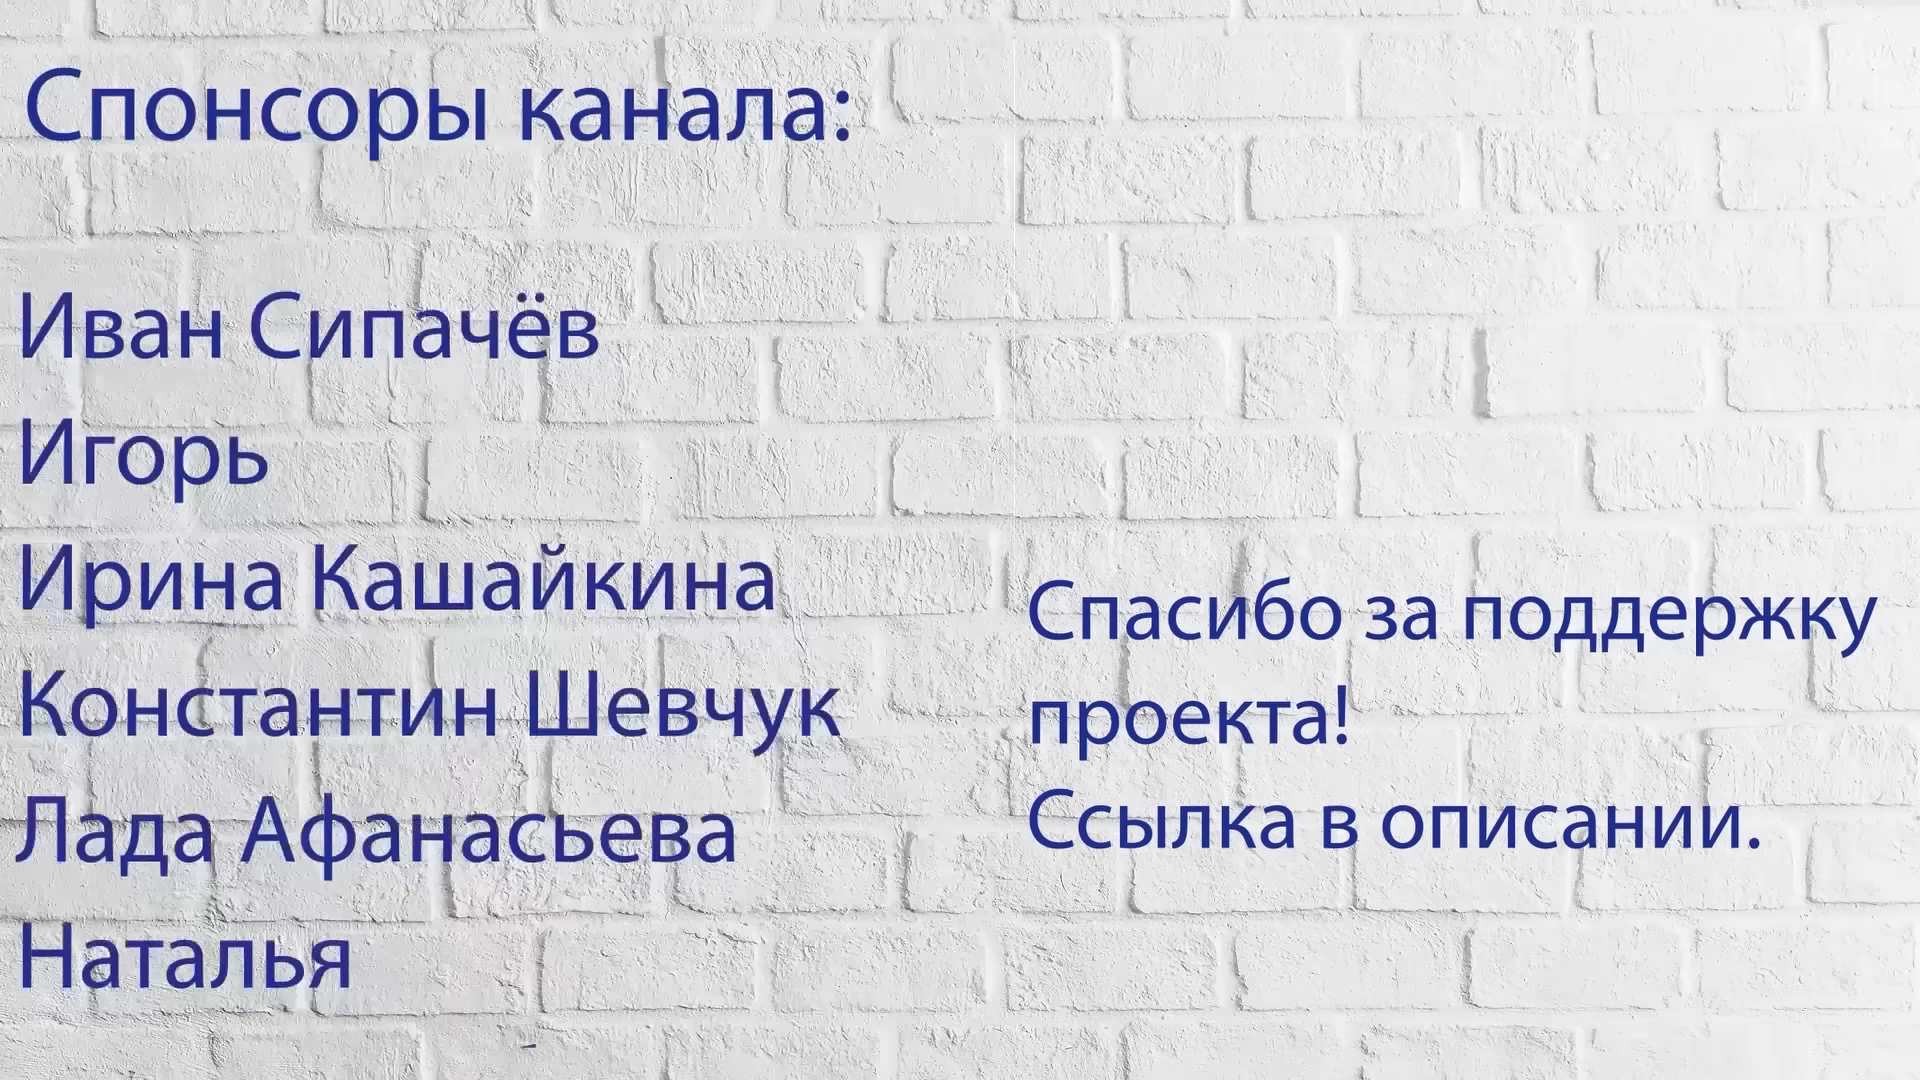 Спонсоры канала:
Иван Сипачёв
Игорь
Ирина Кашайкина
Константин Шевчук
Лада Афанасьева
Наталья
Спасибо за поддержку
проекта!
Ссылка в описании.